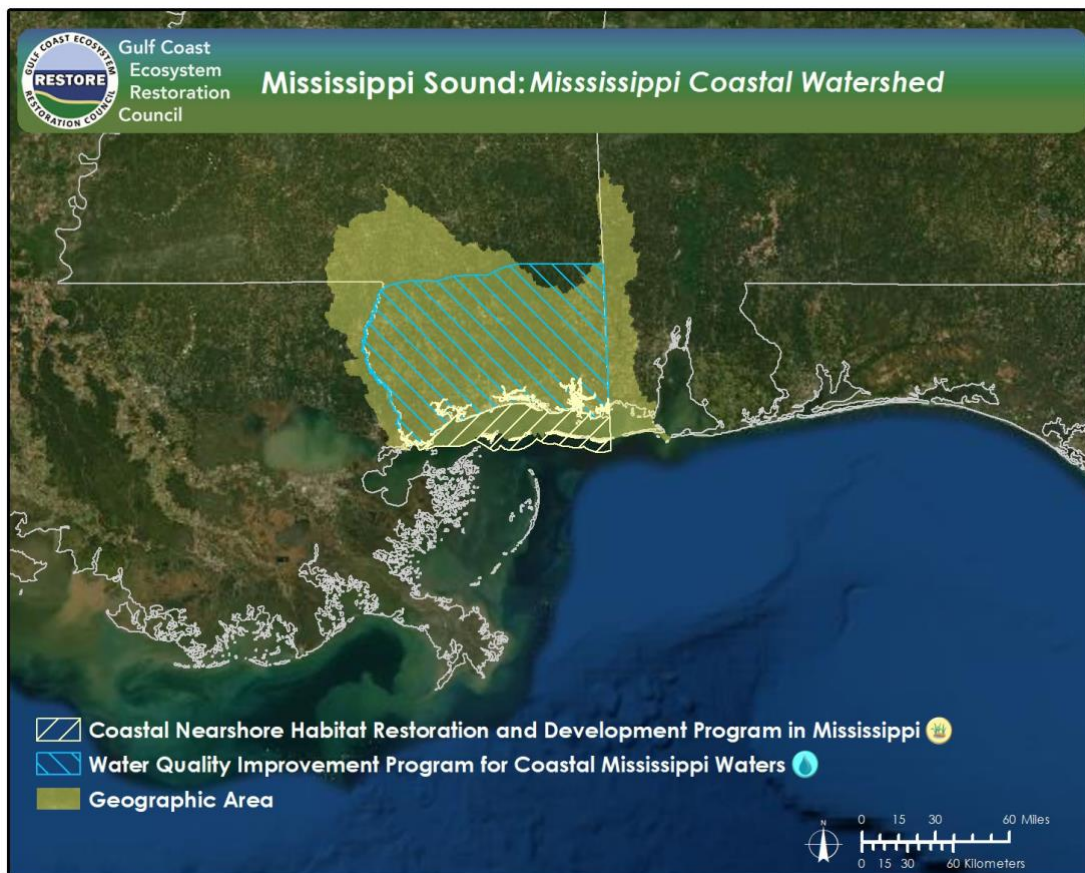 GULF COAST ECOSYSTEM
RESTORE
RESTORATION COUNCIL
Gulf Coast
Ecosystem
Restoration
Council
Mississippi Sound: Misssissippi Coastal Watershed
Coastal Nearshore Habitat Restoration and Development Program in Mississippi
Water Quality Improvement Program for Coastal Mississippi Waters
Geographic Area
N
0 15 30 60 Miles
0 15 30 60 Kilometers